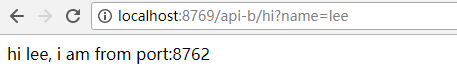 localhost:8769/api-b/hi?name=lee
hi lee, i am from port:8762